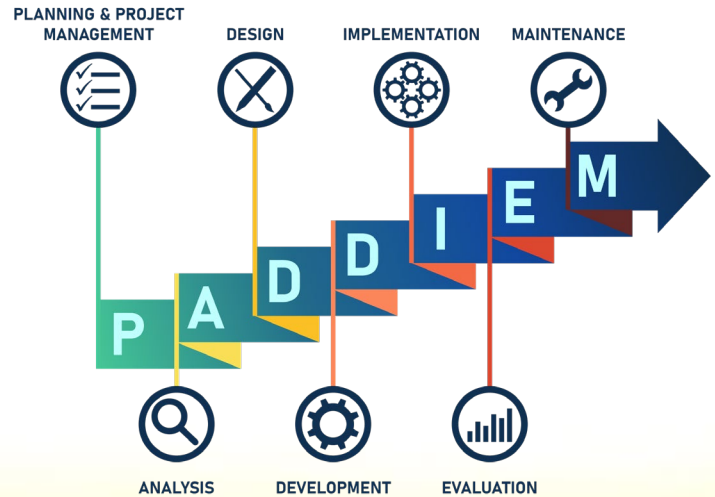 PLANNING & PROJECT
MANAGEMENT
DESIGN
IMPLEMENTATION
MAINTENANCE
P
A
D
D
I
E
M
ANALYSIS
DEVELOPMENT
EVALUATION